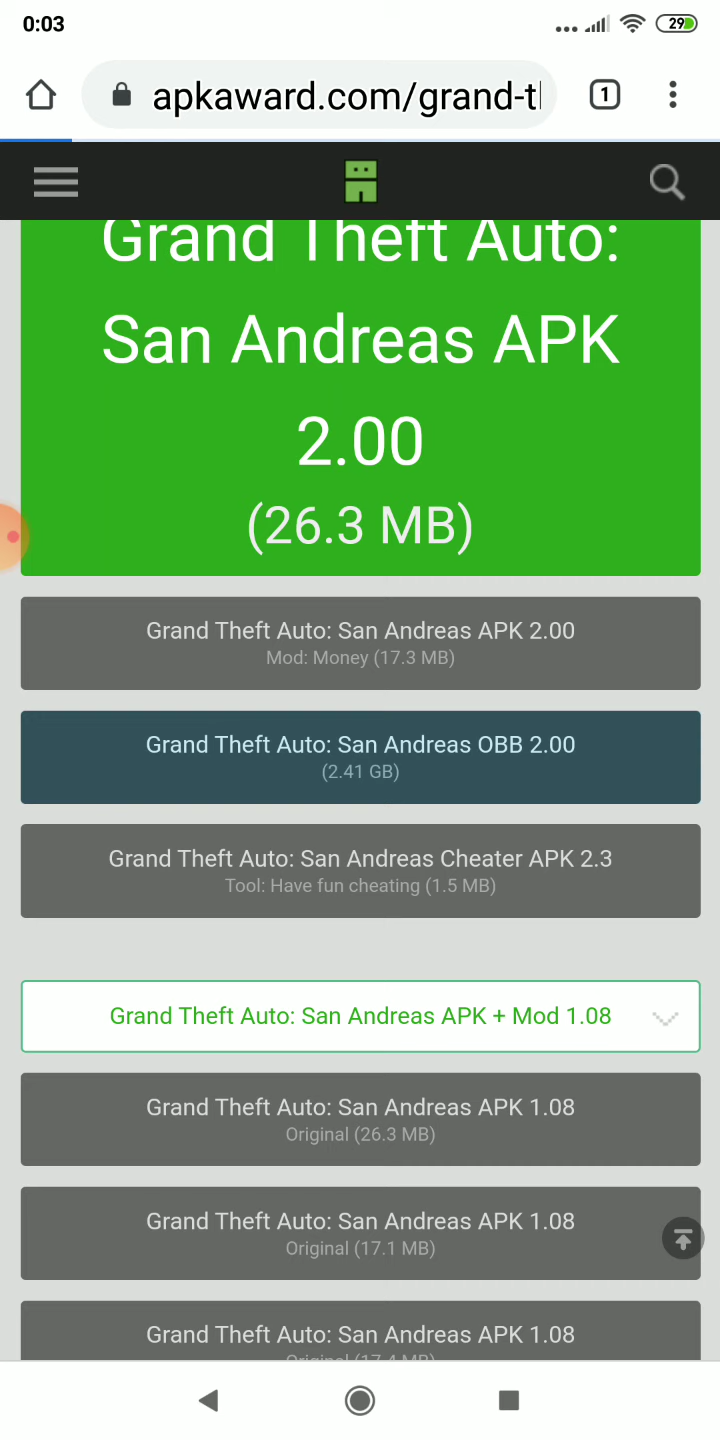 0:03
29
apkaward.com/grand-t
1
Grand Theft Auto:
San Andreas APK
2.00
(26.3 MB)
Grand Theft Auto: San Andreas APK 2.00
Mod: Money (17.3 MB)
Grand Theft Auto: San Andreas OBB 2.00
(2.41 GB)
Grand Theft Auto: San Andreas Cheater APK 2.3
Tool: Have fun cheating (1.5 MB)
Grand Theft Auto: San Andreas APK + Mod 1.08
Grand Theft Auto: San Andreas APK 1.08
Original (26.3 MB)
Grand Theft Auto: San Andreas APK 1.08
Original (17.1 MB)
Grand Theft Auto: San Andreas APK 1.08
Original (17.4 MB)